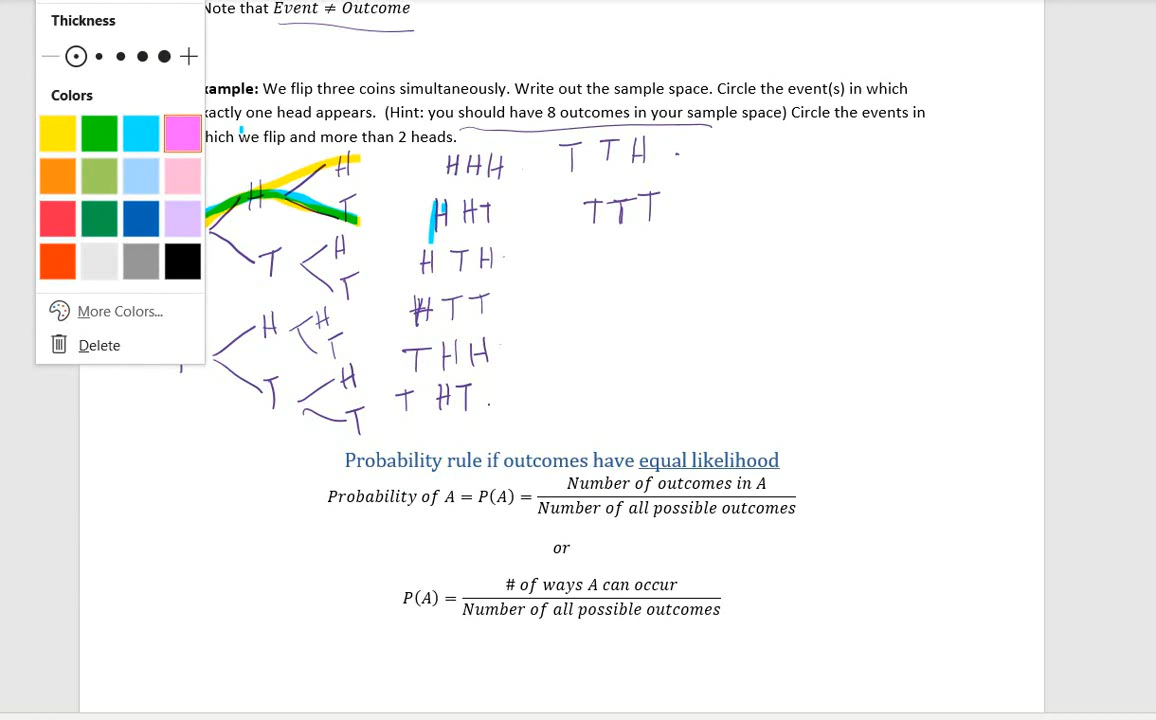 Note that Event ≠ Outcome
Thickness
Colors
More Colors...
Delete
xample: We flip three coins simultaneously. Write out the sample space. Circle the event(s) in which
xactly one head appears. (Hint: you should have 8 outcomes in your sample space) Circle the events in
hich we flip and more than 2 heads.
H
H
T
T
H
T
H
H
T
T
H
T
HHH
HHT
HTH
HTT
THH
THT
TTH
TTT
Probability rule if outcomes have equal likelihood
Probability of A = P(A) = Number of outcomes in A
Number of all possible outcomes
or
P(A) = # of ways A can occur
Number of all possible outcomes